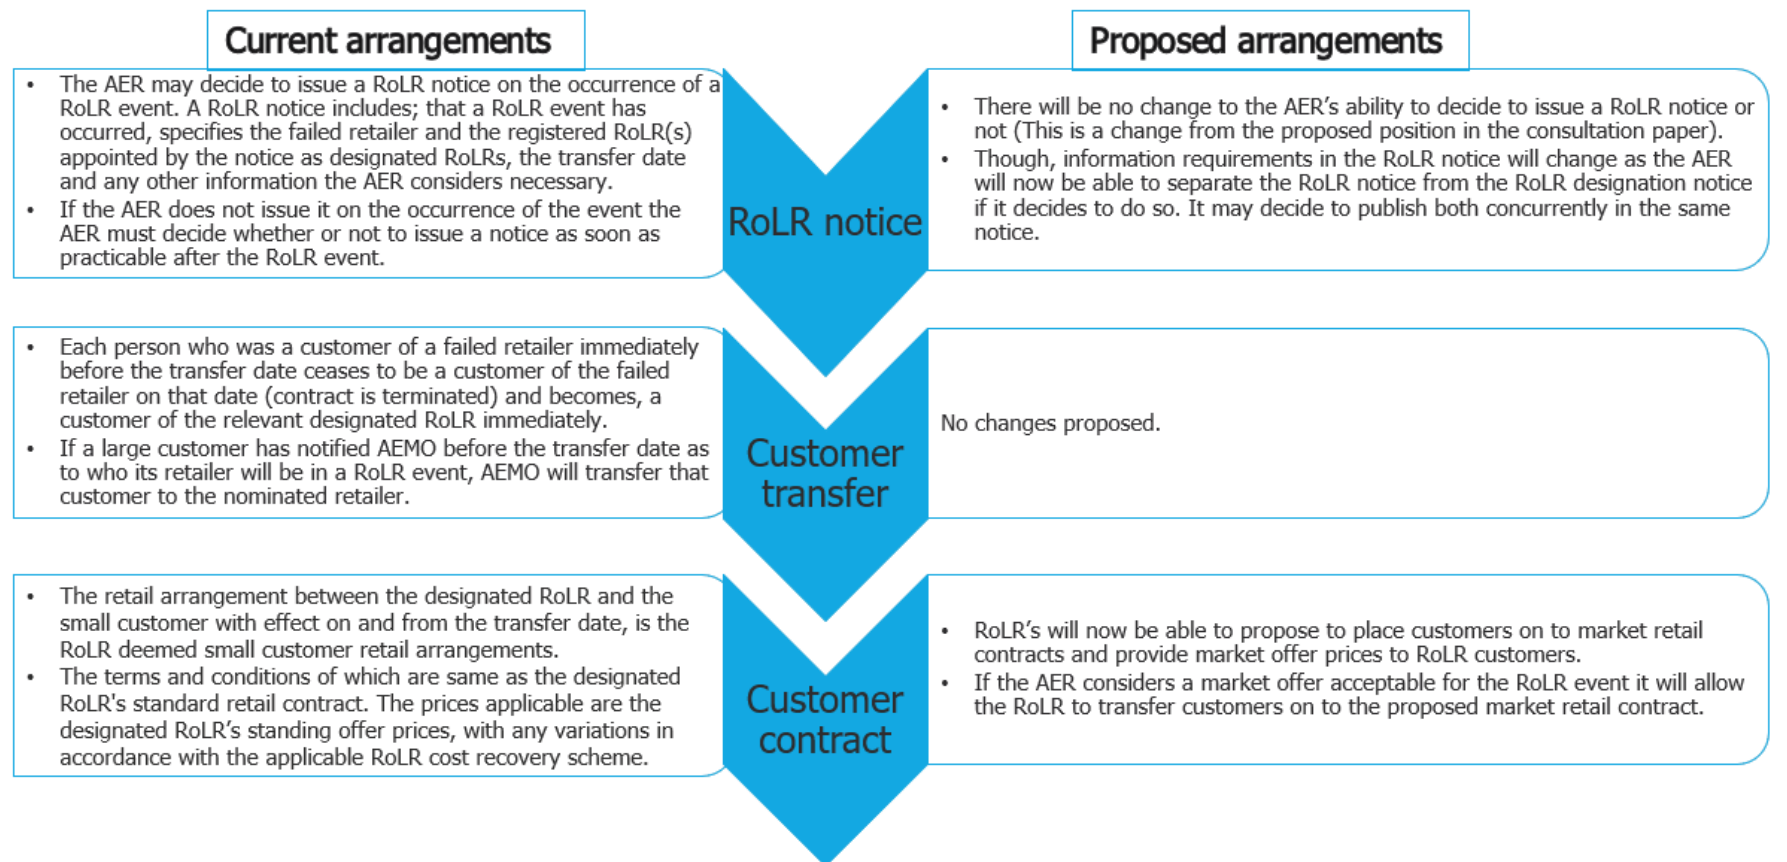 Current arrangements
Proposed arrangements
• The AER may decide to issue a RoLR notice on the occurrence of a
RoLR event. A RoLR notice includes; that a RoLR event has
occurred, specifies the failed retailer and the registered RoLR(s)
appointed by the notice as designated RoLRs, the transfer date
and any other information the AER considers necessary.
• If the AER does not issue it on the occurrence of the event the
AER must decide whether or not to issue a notice as soon as
practicable after the RoLR event.
RoLR notice
• There will be no change to the AER’s ability to decide to issue a RoLR notice or
not (This is a change from the proposed position in the consultation paper).
• Though, information requirements in the RoLR notice will change as the AER
will now be able to separate the RoLR notice from the RoLR designation notice
if it decides to do so. It may decide to publish both concurrently in the same
notice.
• Each person who was a customer of a failed retailer immediately
before the transfer date ceases to be a customer of the failed
retailer on that date (contract is terminated) and becomes, a
customer of the relevant designated RoLR immediately.
• If a large customer has notified AEMO before the transfer date as
to who its retailer will be in a RoLR event, AEMO will transfer that
customer to the nominated retailer.
Customer
transfer
No changes proposed.
• The retail arrangement between the designated RoLR and the
small customer with effect on and from the transfer date, is the
RoLR deemed small customer retail arrangements.
• The terms and conditions of which are same as the designated
RoLR's standard retail contract. The prices applicable are the
designated RoLR’s standing offer prices, with any variations in
accordance with the applicable RoLR cost recovery scheme.
Customer
contract
• RoLR’s will now be able to propose to place customers on to market retail
contracts and provide market offer prices to RoLR customers.
• If the AER considers a market offer acceptable for the RoLR event it will allow
the RoLR to transfer customers on to the proposed market retail contract.